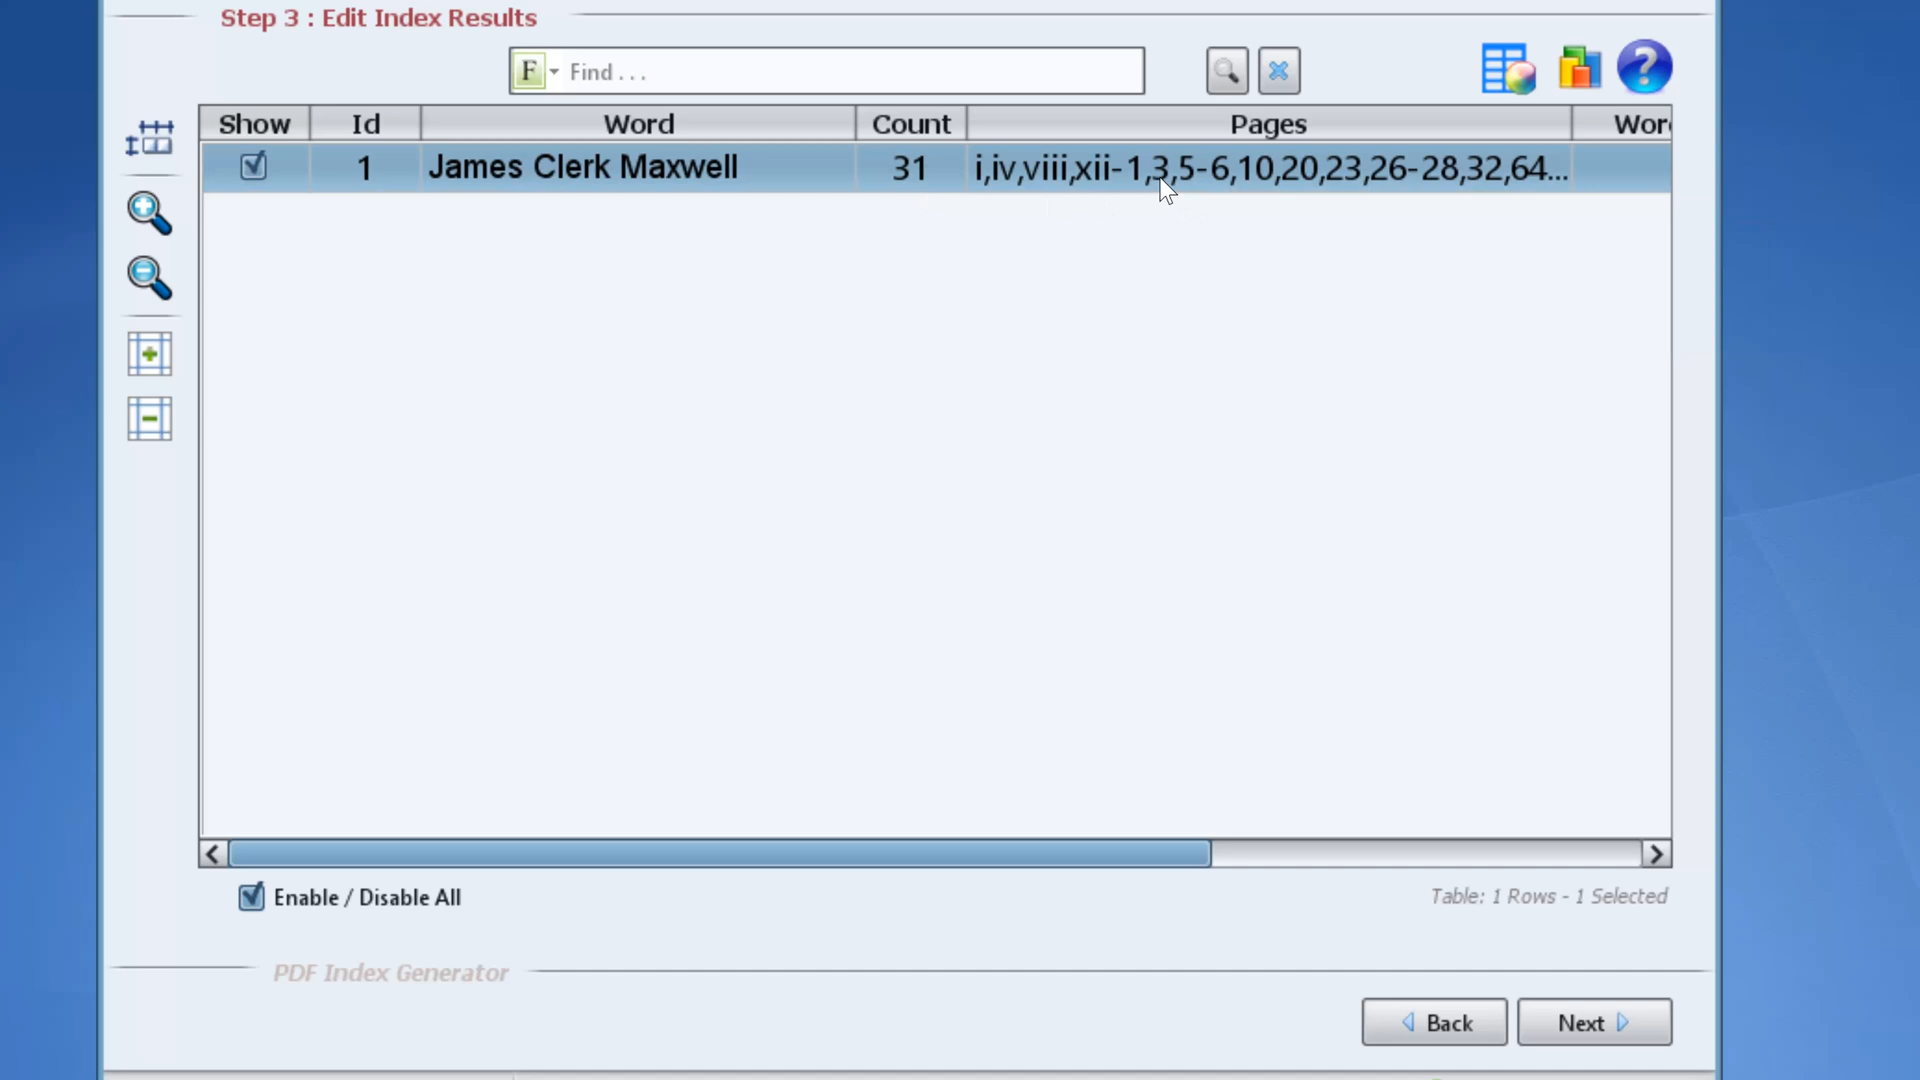 Step 3 : Edit Index Results
F Find . . .
?
Show Id Word Count Pages Wor
1 James Clerk Maxwell 31 i,iv,viii,xii-1,3,5-6,10,20,23,26-28,32,64...
Enable / Disable All Table: 1 Rows - 1 Selected
PDF Index Generator
Back Next